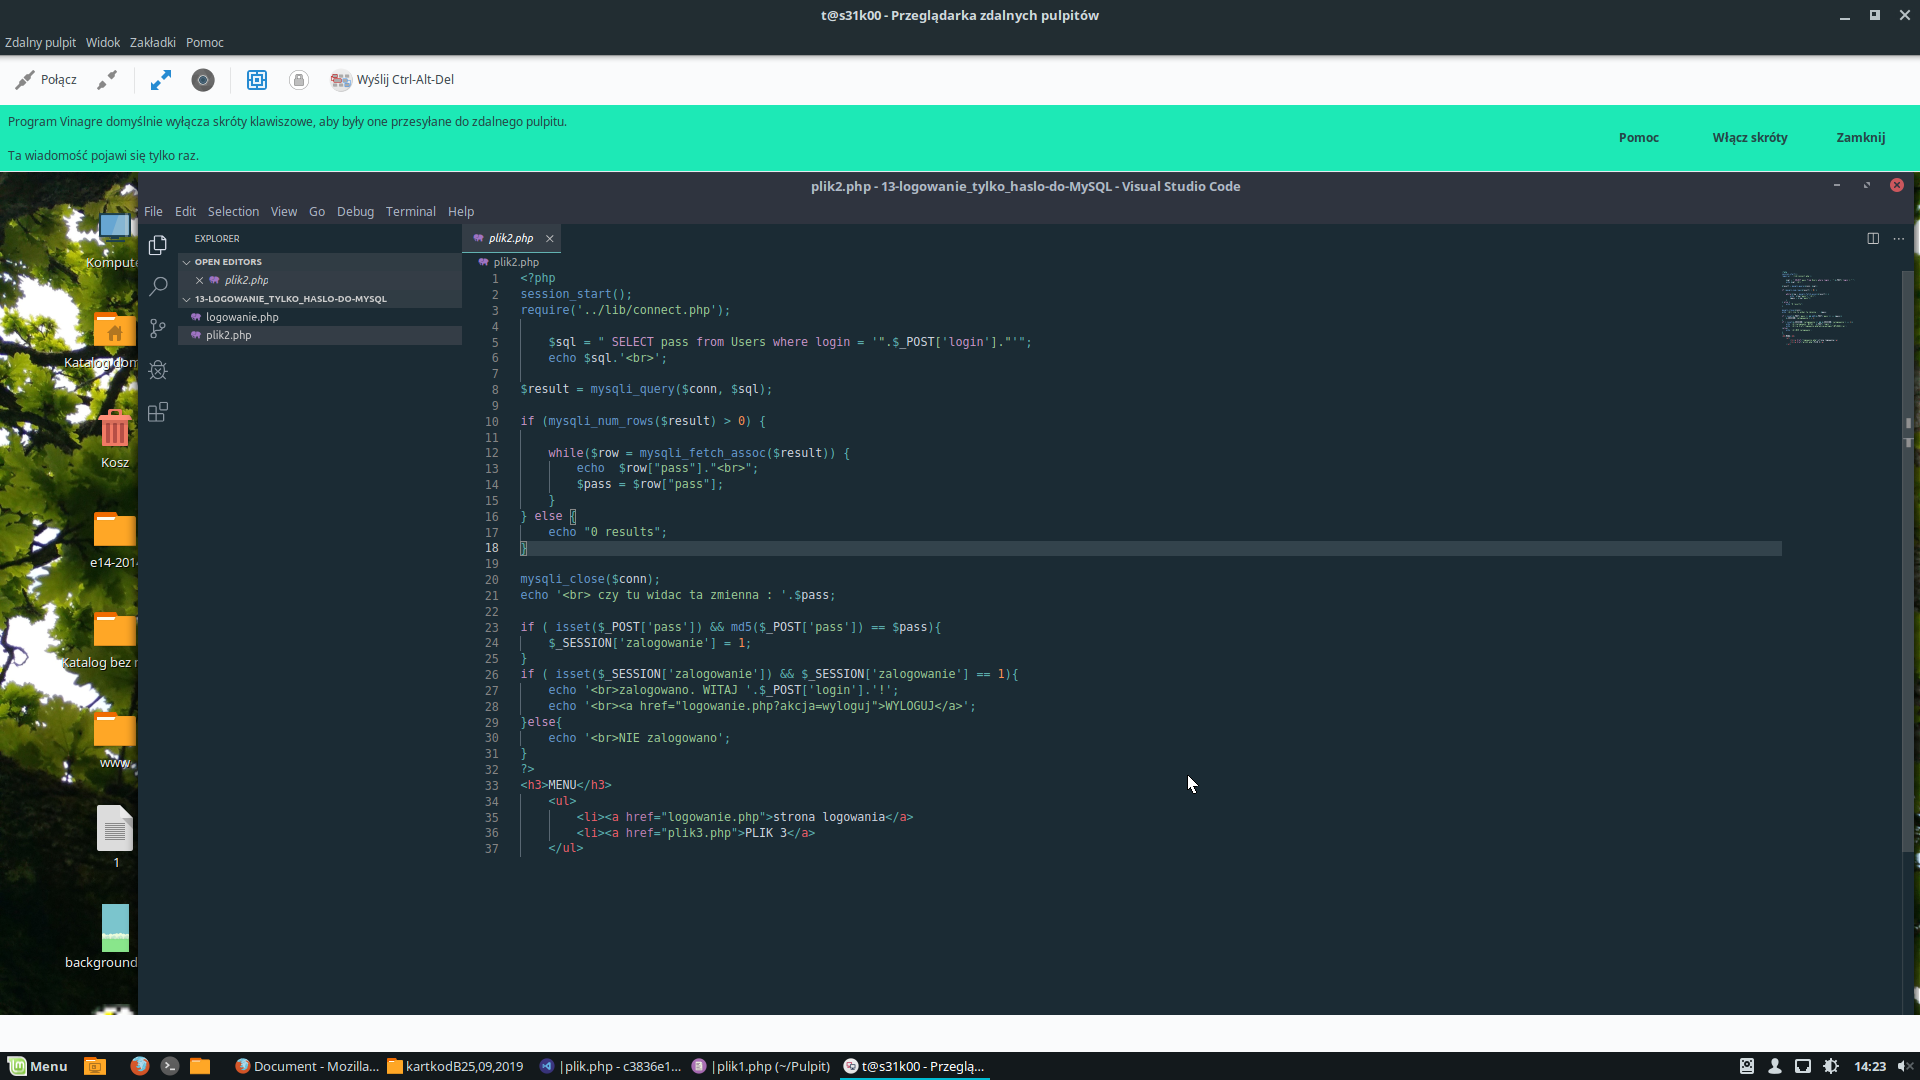 t@s31k00 - Przeglądarka zdalnych pulpitów
Zdalny pulpit Widok Zakładki Pomoc
Połącz Wyślij Ctrl-Alt-Del
Program Vinagre domyślnie wyłącza skróty klawiszowe, aby były one przesyłane do zdalnego pulpitu.
Ta wiadomość pojawi się tylko raz.
Pomoc Włącz skróty Zamknij
plik2.php - 13-logowanie_tylko_haslo-do-MySQL - Visual Studio Code
File Edit Selection View Go Debug Terminal Help
EXPLORER
OPEN EDITORS
plik2.php
13-LOGOWANIE_TYLKO_HASLO-DO-MYSQL
logowanie.php
plik2.php
Kompute
Katalog dom
Kosz
e14-201
Katalog bez n
www
1
background
plik2.php
plik2.php
1 <?php
2 session_start();
3 require('../lib/connect.php');
4
5 $sql = " SELECT pass from Users where login = '".$_POST['login']."'";
6 echo $sql.'<br>';
7
8 $result = mysqli_query($conn, $sql);
9
10 if (mysqli_num_rows($result) > 0) {
11
12 while($row = mysqli_fetch_assoc($result)) {
13 echo  $row["pass"]."<br>";
14 $pass = $row["pass"];
15 }
16 } else {
17 echo "0 results";
18 }
19
20 mysqli_close($conn);
21 echo '<br> czy tu widac ta zmienna : '.$pass;
22
23 if ( isset($_POST['pass']) && md5($_POST['pass']) == $pass){
24 $_SESSION['zalogowanie'] = 1;
25 }
26 if ( isset($_SESSION['zalogowanie']) && $_SESSION['zalogowanie'] == 1){
27 echo '<br>zalogowano. WITAJ '.$_POST['login'].'!';
28 echo '<br><a href="logowanie.php?akcja=wyloguj">WYLOGUJ</a>';
29 }else{
30 echo '<br>NIE zalogowano';
31 }
32 ?>
33 <h3>MENU</h3>
34 <ul>
35 <li><a href="logowanie.php">strona logowania</a>
36 <li><a href="plik3.php">PLIK 3</a>
37 </ul>
Menu Document - Mozilla... kartkodB25,09,2019 |plik.php - c3836e1... |plik1.php (~/Pulpit) t@s31k00 - Przeglą... 14:23